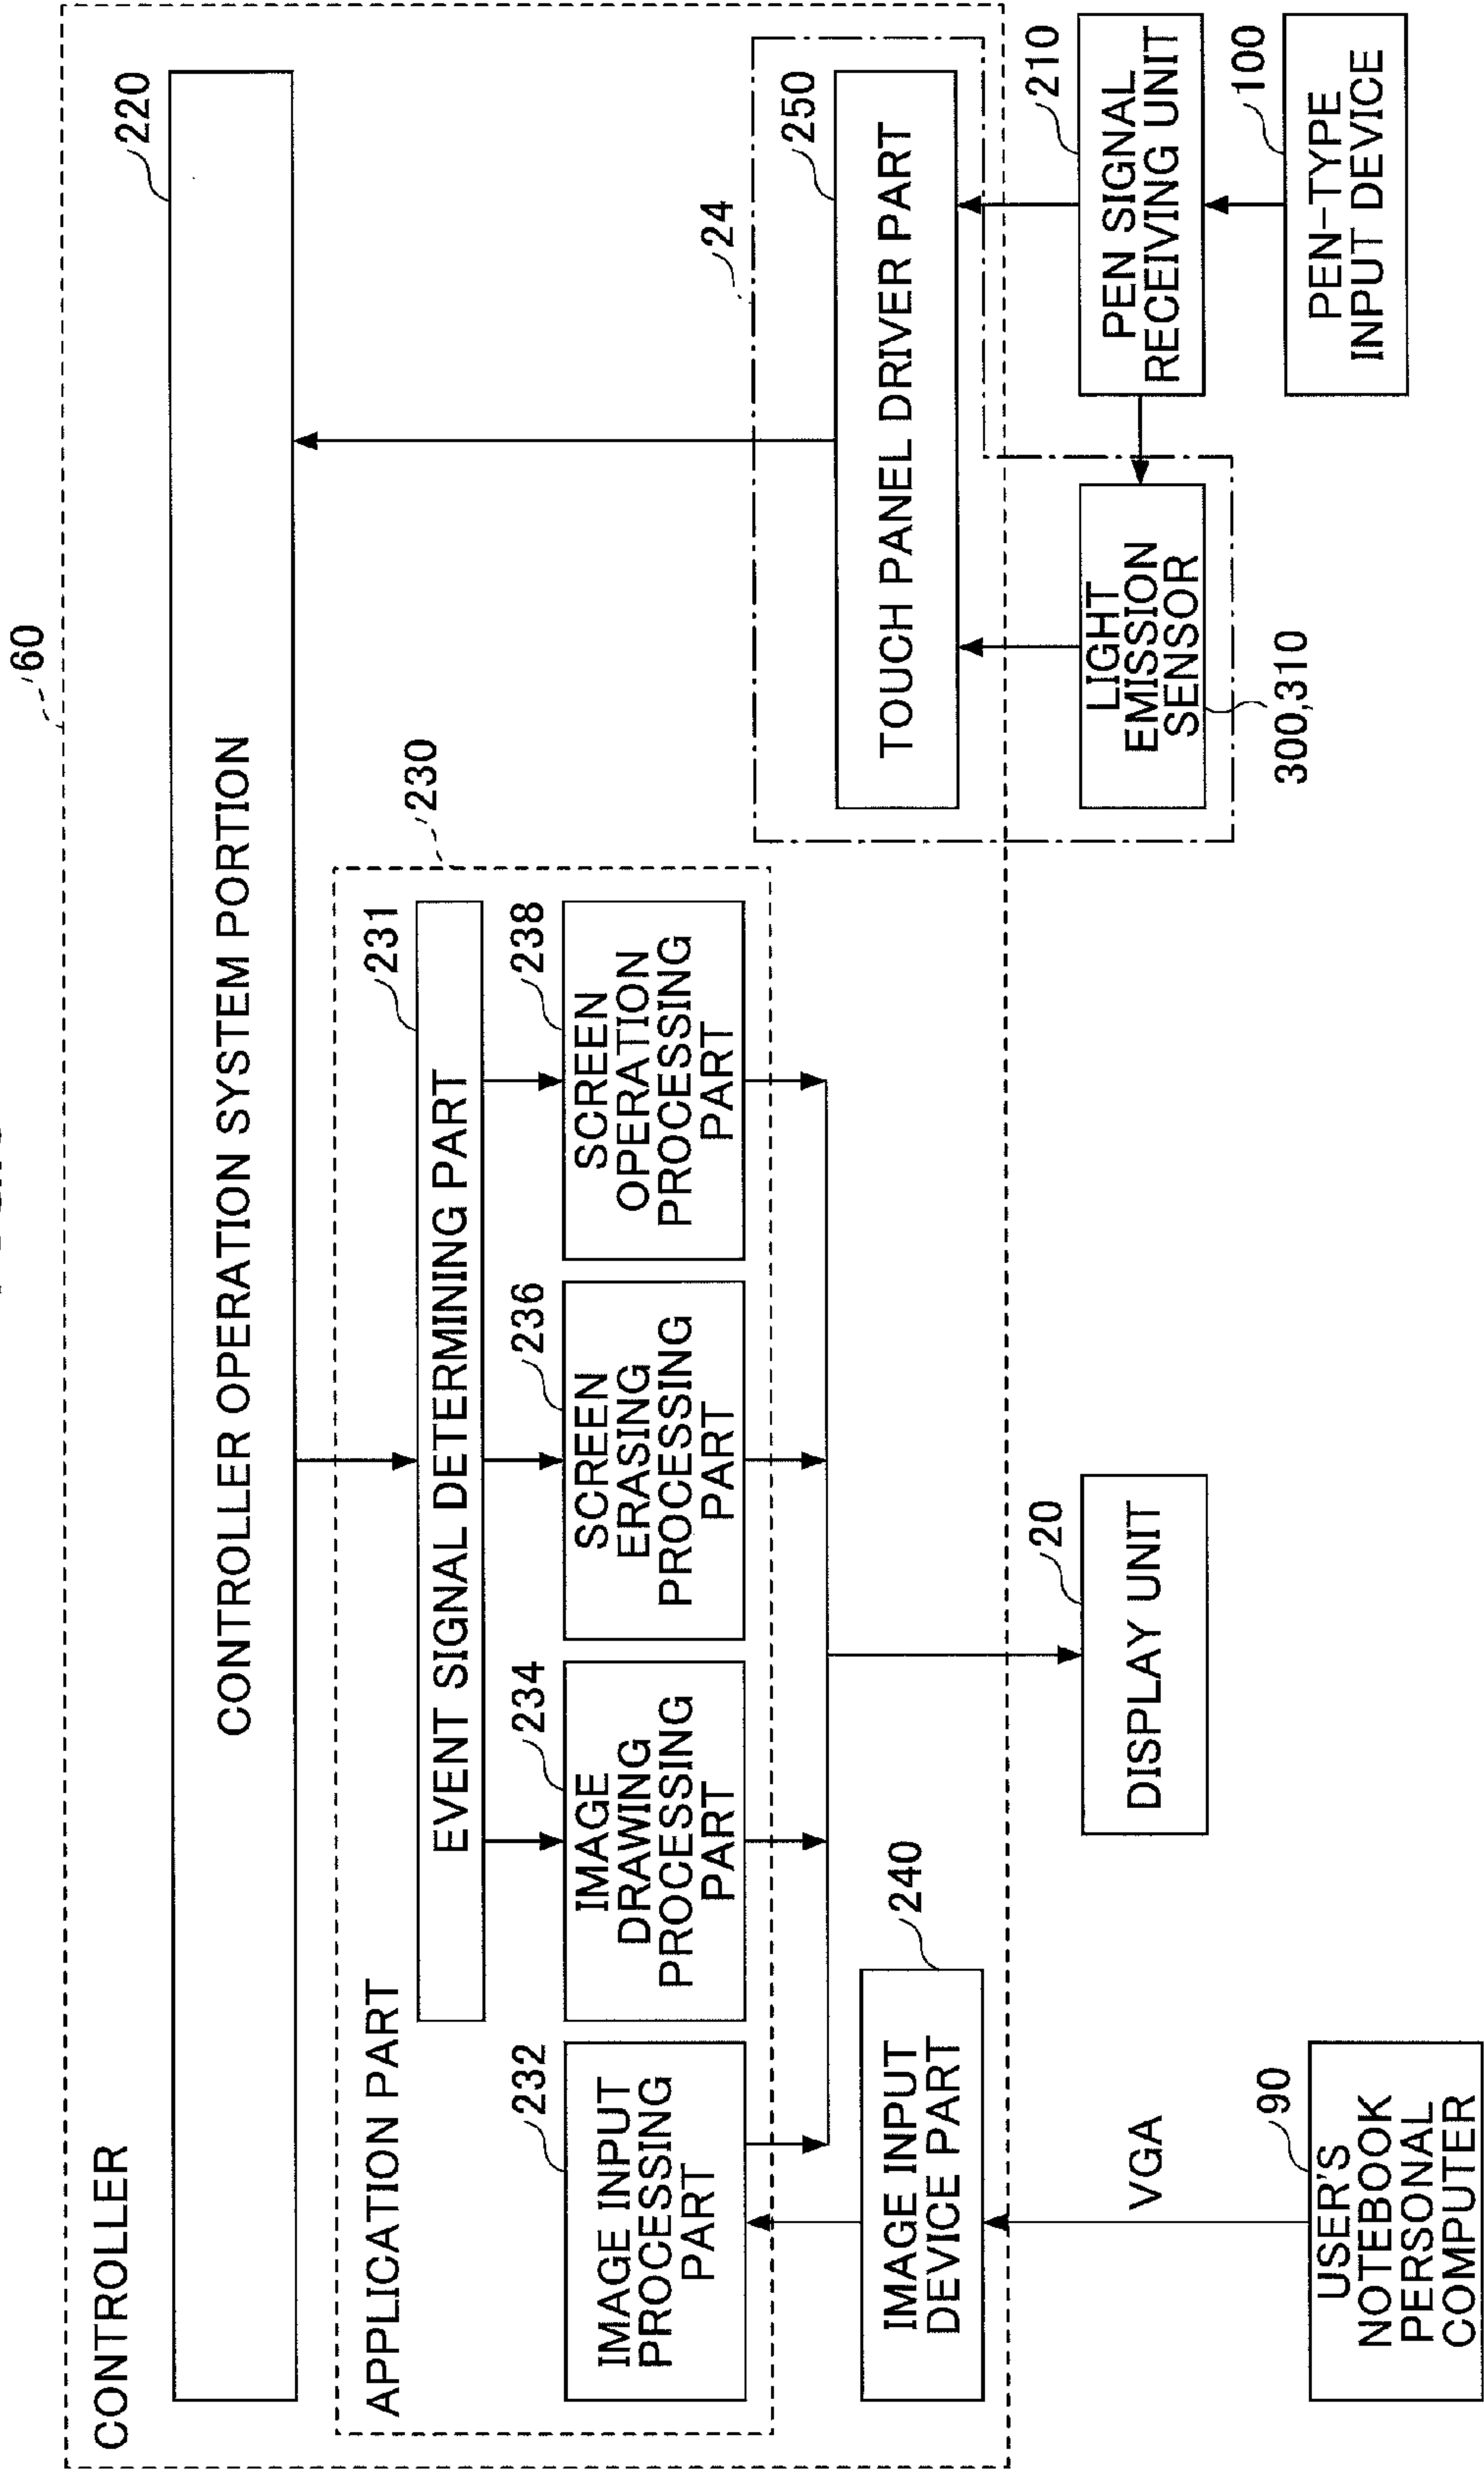 60
CONTROLLER
220
CONTROLLER OPERATION SYSTEM PORTION
230
APPLICATION PART
231
EVENT SIGNAL DETERMINING PART
232
IMAGE INPUT
PROCESSING
PART
234
IMAGE
DRAWING
PROCESSING
PART
236
SCREEN
ERASING
PROCESSING
PART
238
SCREEN
OPERATION
PROCESSING
PART
24
250
TOUCH PANEL DRIVER PART
240
IMAGE INPUT
DEVICE PART
20
DISPLAY UNIT
LIGHT
EMISSION
SENSOR
300,310
210
PEN SIGNAL
RECEIVING UNIT
100
PEN-TYPE
INPUT DEVICE
VGA
90
USER'S
NOTEBOOK
PERSONAL
COMPUTER